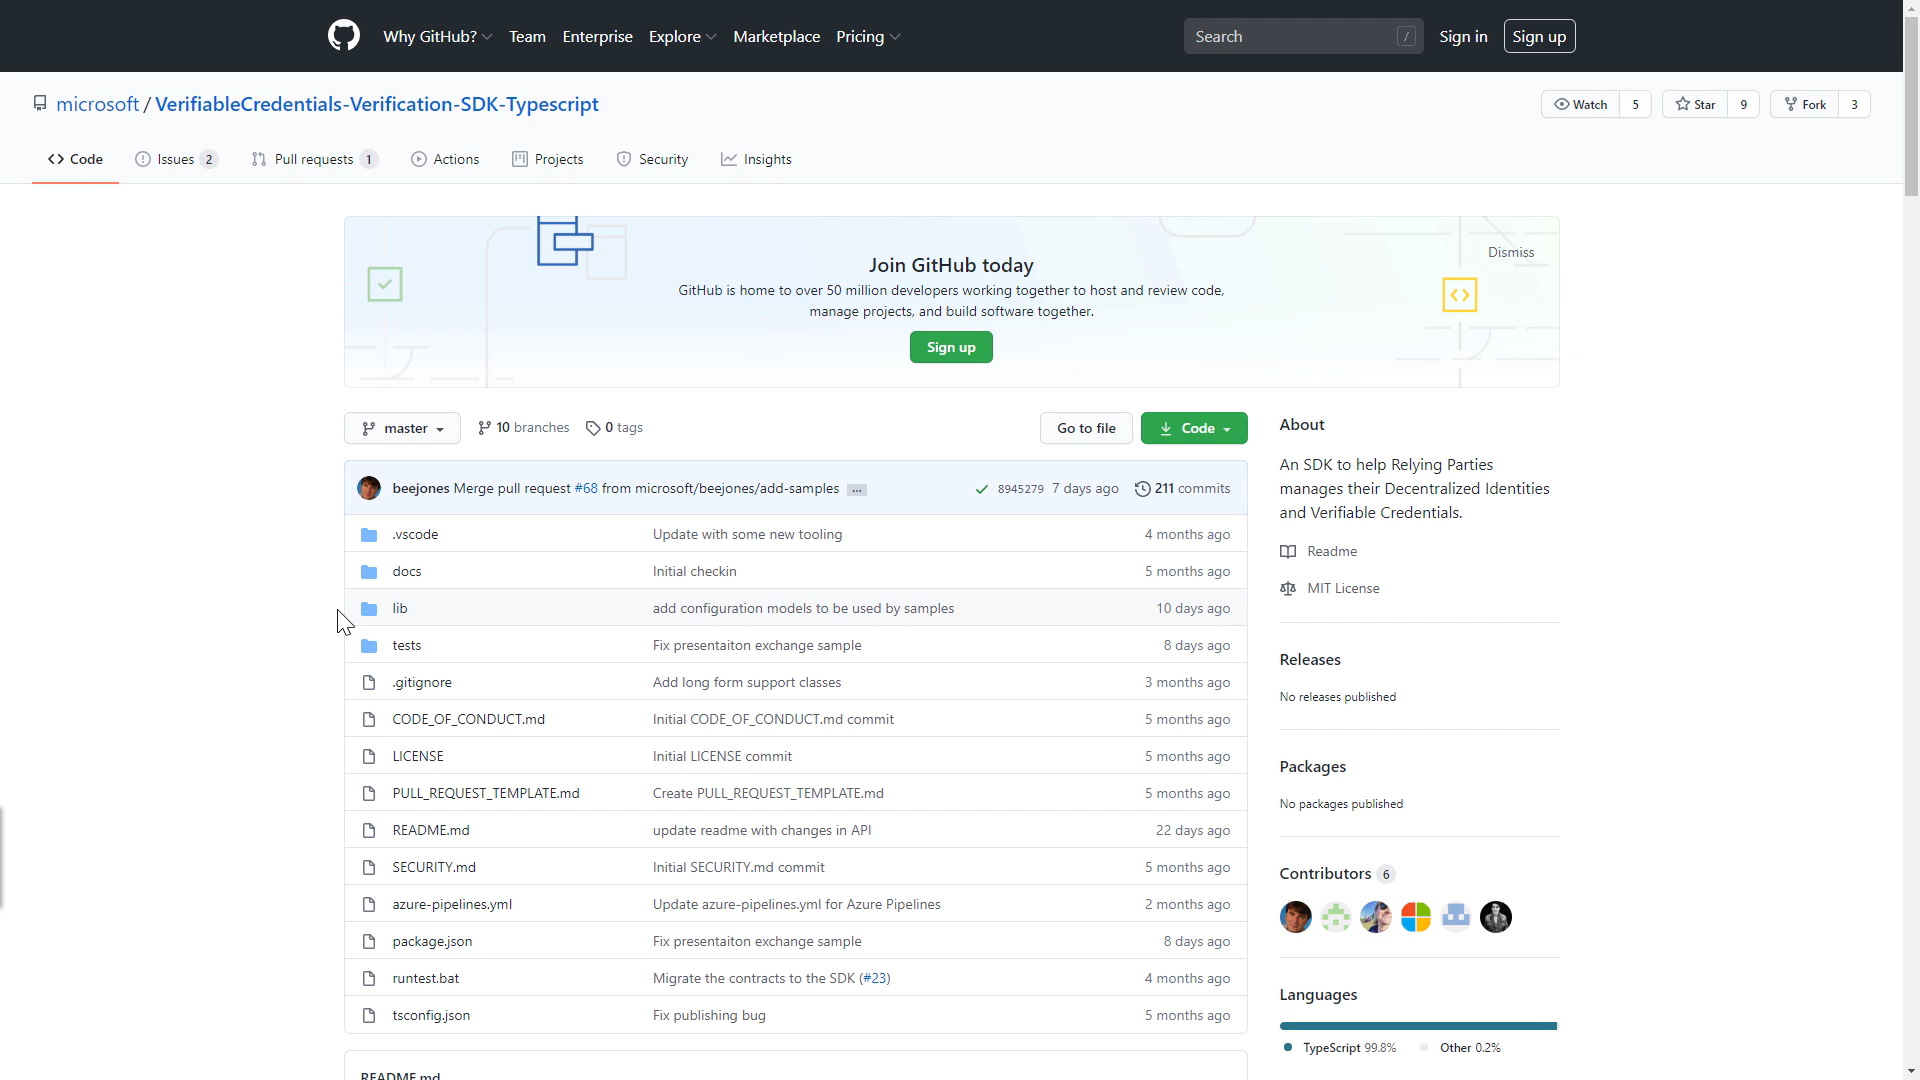 Why GitHub? Team Enterprise Explore Marketplace Pricing Search / Sign in Sign up
microsoft / VerifiableCredentials-Verification-SDK-Typescript Watch 5 Star 9 Fork 3
Code Issues 2 Pull requests 1 Actions Projects Security Insights
Dismiss
Join GitHub today
GitHub is home to over 50 million developers working together to host and review code,
manage projects, and build software together.
Sign up
master 10 branches 0 tags Go to file Code
beejones Merge pull request #68 from microsoft/beejones/add-samples ... 8945279 7 days ago 211 commits
.vscode Update with some new tooling 4 months ago
docs Initial checkin 5 months ago
lib add configuration models to be used by samples 10 days ago
tests Fix presentaiton exchange sample 8 days ago
.gitignore Add long form support classes 3 months ago
CODE_OF_CONDUCT.md Initial CODE_OF_CONDUCT.md commit 5 months ago
LICENSE Initial LICENSE commit 5 months ago
PULL_REQUEST_TEMPLATE.md Create PULL_REQUEST_TEMPLATE.md 5 months ago
README.md update readme with changes in API 22 days ago
SECURITY.md Initial SECURITY.md commit 5 months ago
azure-pipelines.yml Update azure-pipelines.yml for Azure Pipelines 2 months ago
package.json Fix presentaiton exchange sample 8 days ago
runtest.bat Migrate the contracts to the SDK (#23) 4 months ago
tsconfig.json Fix publishing bug 5 months ago
README.md
About
An SDK to help Relying Parties
manages their Decentralized Identities
and Verifiable Credentials.
Readme
MIT License
Releases
No releases published
Packages
No packages published
Contributors 6
Languages
TypeScript 99.8% Other 0.2%